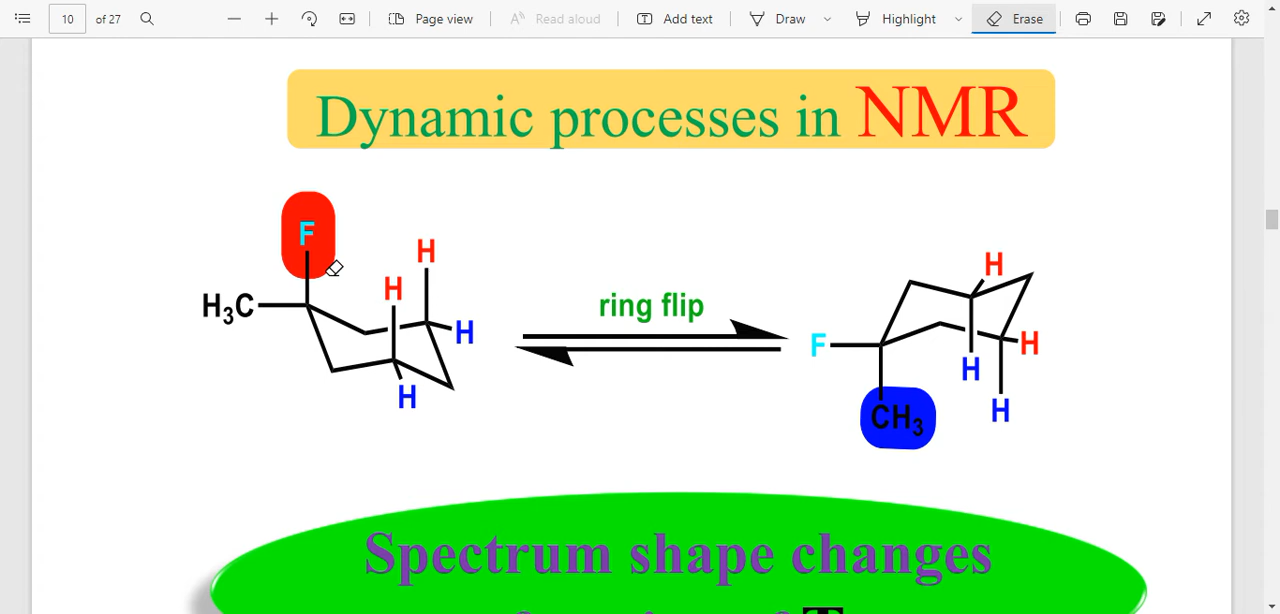 10 of 27 Page view Read aloud Add text Draw Highlight Erase
Dynamic processes in NMR
F
H
H
H₃C
H
H
ring flip
H
F
H
H
H
CH₃
Spectrum shape changes